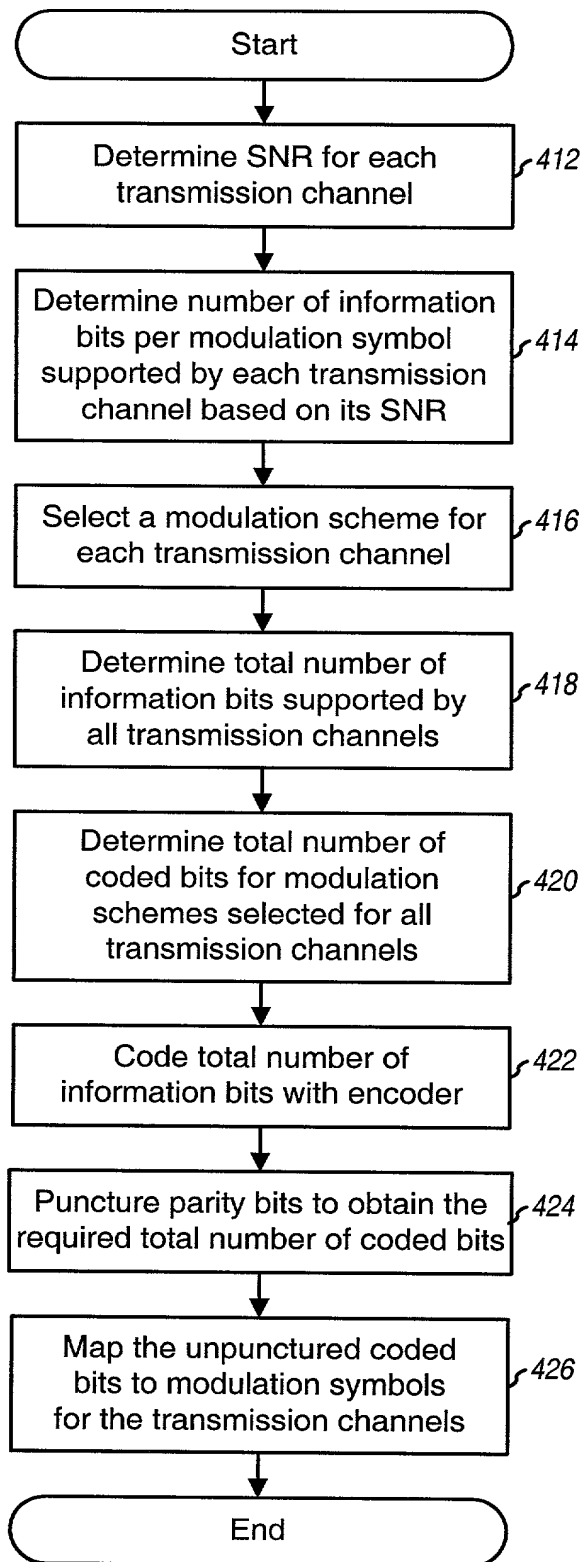 Start
Determine SNR for each
transmission channel
412
Determine number of information
bits per modulation symbol
supported by each transmission
channel based on its SNR
414
Select a modulation scheme for
each transmission channel
416
Determine total number of
information bits supported by
all transmission channels
418
Determine total number of
coded bits for modulation
schemes selected for all
transmission channels
420
Code total number of
information bits with encoder
422
Puncture parity bits to obtain the
required total number of coded bits
424
Map the unpunctured coded
bits to modulation symbols
for the transmission channels
426
End